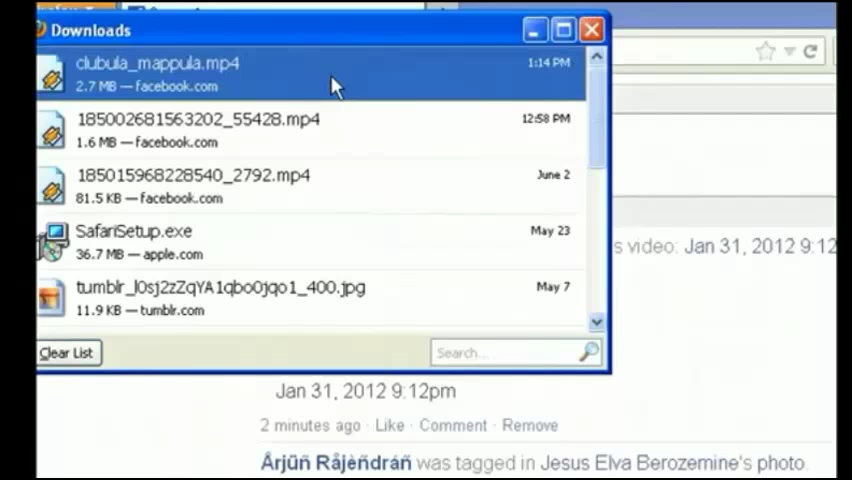 Downloads
clubula_mappula.mp4
1:14 PM
2.7 MB — facebook.com
185002681563202_55428.mp4
12:58 PM
1.6 MB — facebook.com
185015968228540_2792.mp4
June 2
81.5 KB — facebook.com
SafariSetup.exe
May 23
36.7 MB — apple.com
tumblr_l0sj2zZqYA1qbo0jqo1_400.jpg
May 7
11.9 KB — tumblr.com
Clear List
Search...
s video: Jan 31, 2012 9:12
Jan 31, 2012 9:12pm
2 minutes ago · Like · Comment · Remove
Årjüñ Råjèñdráñ was tagged in Jesus Elva Berozemine's photo.